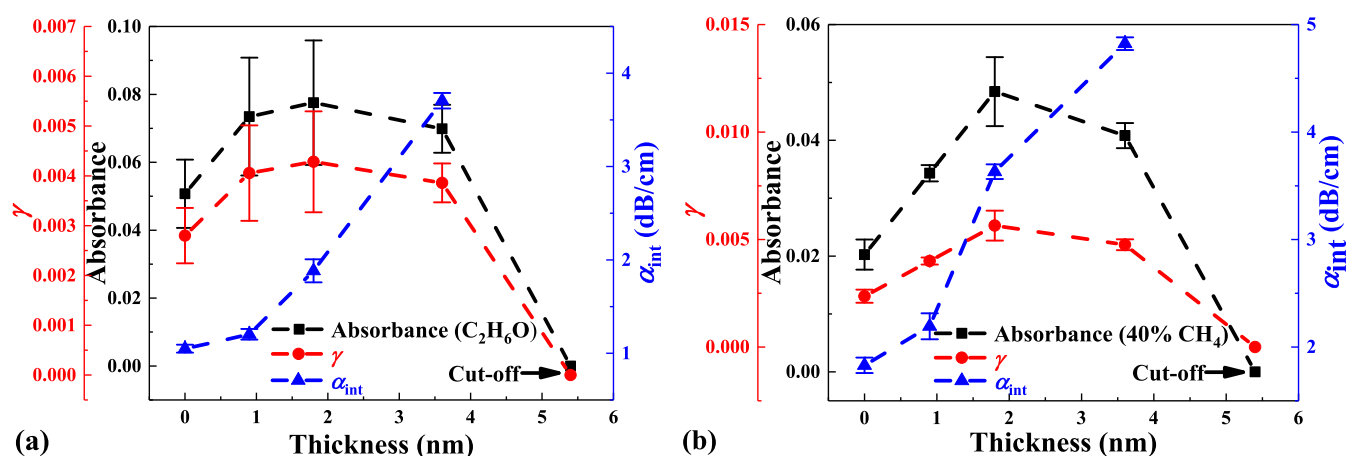 0.007
0.006
0.005
0.004
0.003
0.002
0.001
0.000
γ
0.10
0.08
0.06
0.04
0.02
0.00
Absorbance
4
3
2
1
α_int (dB/cm)
Absorbance (C₂H₆O)
γ
α_int
Cut-off
0 1 2 3 4 5 6
Thickness (nm)
(a)
0.015
0.010
0.005
0.000
γ
0.06
0.04
0.02
0.00
Absorbance
5
4
3
2
α_int (dB/cm)
Absorbance (40% CH₄)
γ
α_int
Cut-off
0 1 2 3 4 5 6
Thickness (nm)
(b)